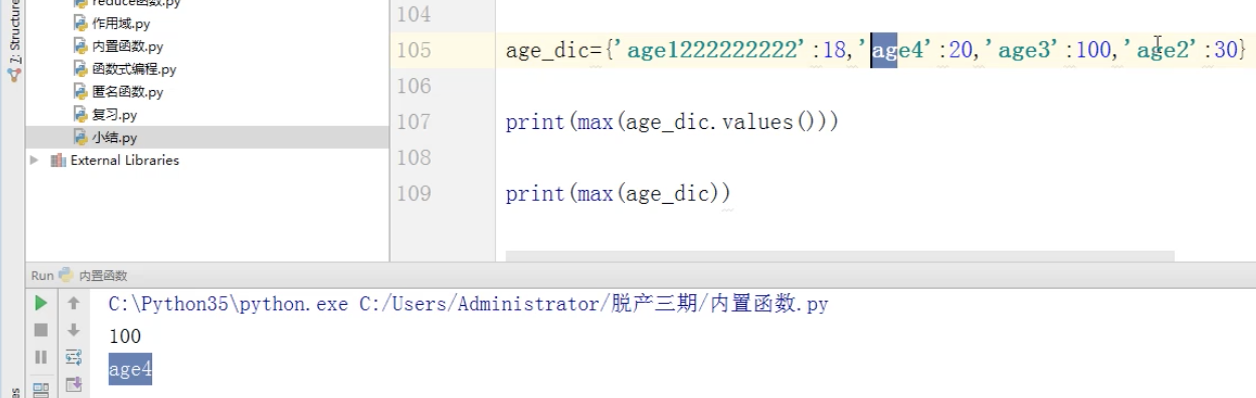 Z: Structure
reduce函数.py
作用域.py
内置函数.py
函数式编程.py
匿名函数.py
复习.py
小结.py
External Libraries
104
105 age_dic={'age1222222222':18,'age4':20,'age3':100,'age2':30}
106
107 print(max(age_dic.values()))
108
109 print(max(age_dic))
Run 内置函数
C:\Python35\python.exe C:/Users/Administrator/脱产三期/内置函数.py
100
age4